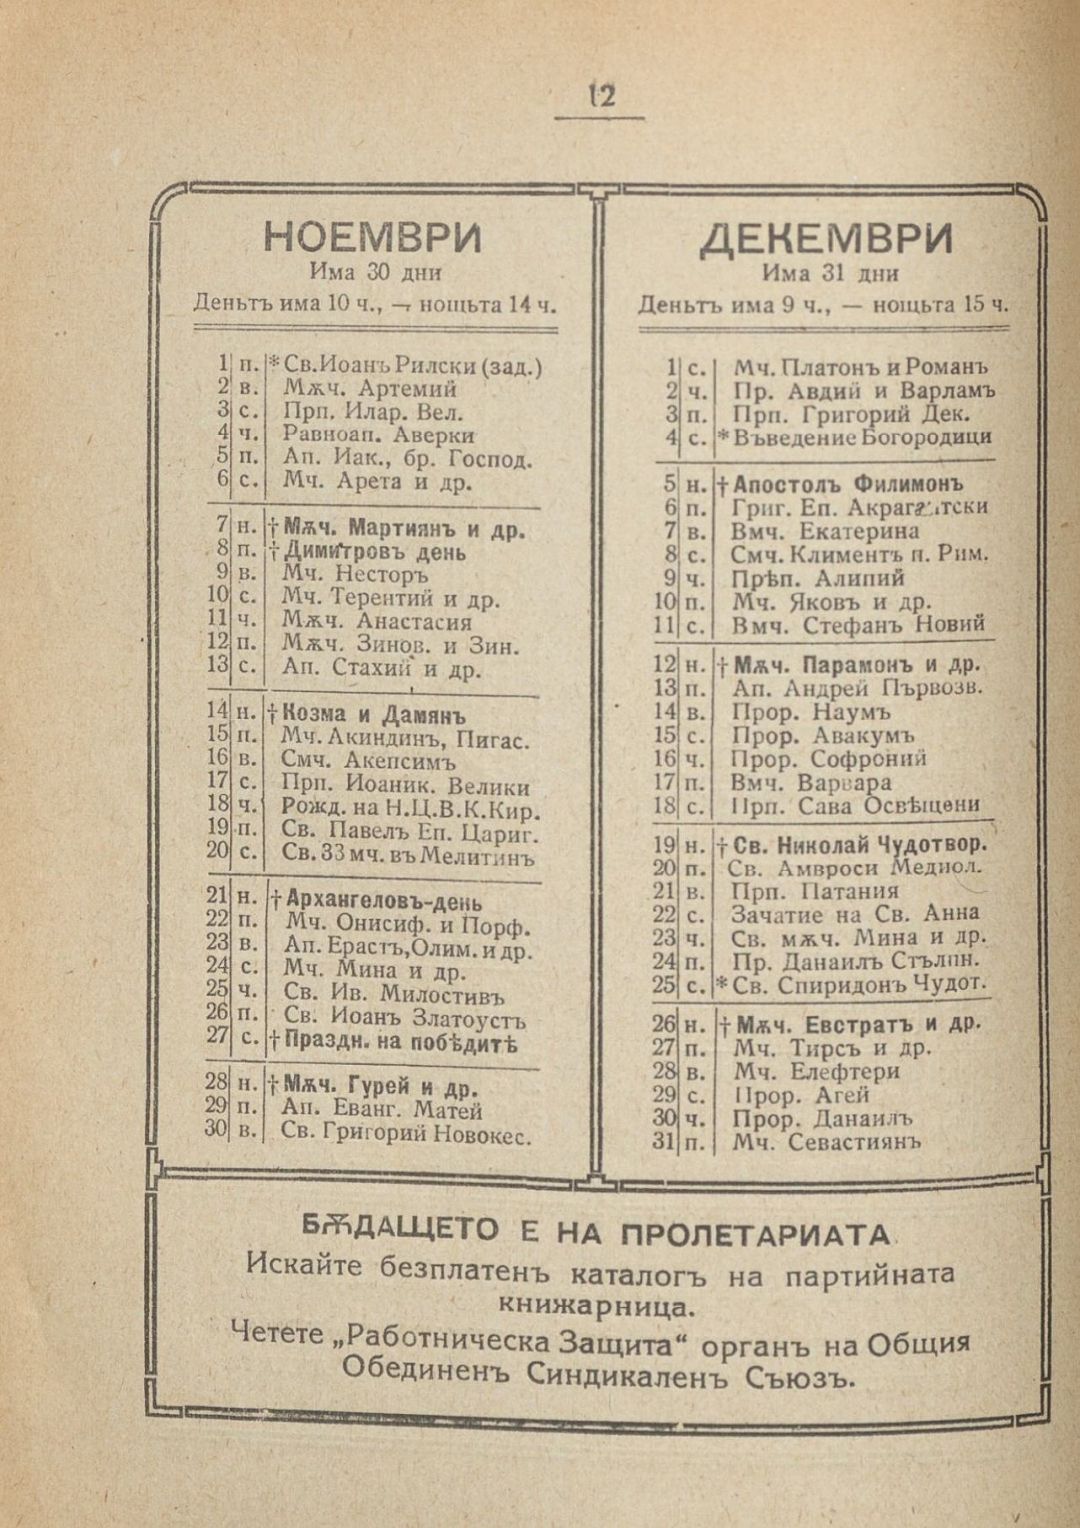 12
НОЕМВРИ
Има 30 дни
Деньтъ има 10 ч., — нощьта 14 ч.
1 п. *Св.Иоанъ Рилски (зад.)
2 в. Мѫч. Артемий
3 с. Прп. Илар. Вел.
4 ч. Равноап. Аверки
5 п. Ап. Иак., бр. Господ.
6 с. Мч. Арета и др.
7 н. †Мѫч. Мартиянъ и др.
8 п. †Димитровъ день
9 в. Мч. Несторъ
10 с. Мч. Терентий и др.
11 ч. Мѫч. Анастасия
12 п. Мѫч. Зинов. и Зин.
13 с. Ап. Стахий и др.
14 н. †Козма и Дамянъ
15 п. Мч. Акиндинъ, Пигас.
16 в. Смч. Акепсимъ
17 с. Прп. Иоаник. Велики
18 ч. Рожд. на Н.Ц.В.К.Кир.
19 п. Св. Павелъ Еп. Цариг.
20 с. Св. 33 мч. въ Мелитинъ
21 н. †Архангеловъ-день
22 п. Мч. Онисиф. и Порф.
23 в. Ап. Ерастъ, Олим. и др.
24 с. Мч. Мина и др.
25 ч. Св. Ив. Милостивъ
26 п. Св. Иоанъ Златоустъ
27 с. †Праздн. на победитѣ
28 н. †Мѫч. Гурей и др.
29 п. Ап. Еванг. Матей
30 в. Св. Григорий Новокес.
ДЕКЕМВРИ
Има 31 дни
Деньтъ има 9 ч., — нощьта 15 ч.
1 с. Мч. Платонъ и Романъ
2 ч. Пр. Авдий и Варламъ
3 п. Прп. Григорий Дек.
4 с. *Въведение Богородици
5 н. †Апостолъ Филимонъ
6 п. Григ. Еп. Акрагантски
7 в. Вмч. Екатерина
8 с. Смч. Климентъ п. Рим.
9 ч. Прѣп. Алипий
10 п. Мч. Яковъ и др.
11 с. Вмч. Стефанъ Новий
12 н. †Мѫч. Парамонъ и др.
13 п. Ап. Андрей Първозв.
14 в. Прор. Наумъ
15 с. Прор. Авакумъ
16 ч. Прор. Софроний
17 п. Вмч. Варвара
18 с. Прп. Сава Освѣщени
19 н. †Св. Николай Чудотвор.
20 п. Св. Амвроси Медиол.
21 в. Прп. Патания
22 с. Зачатие на Св. Анна
23 ч. Св. мѫч. Мина и др.
24 п. Пр. Данаилъ Стълпн.
25 с. *Св. Спиридонъ Чудот.
26 н. †Мѫч. Евстратъ и др.
27 п. Мч. Тирсъ и др.
28 в. Мч. Елефтери
29 с. Прор. Агей
30 ч. Прор. Данаилъ
31 п. Мч. Севастиянъ
БѪДАЩЕТО Е НА ПРОЛЕТАРИАТА
Искайте безплатенъ каталогъ на партийната
книжарница.
Четете „Работническа Защита“ органъ на Общия
Обединенъ Синдикаленъ Съюзъ.